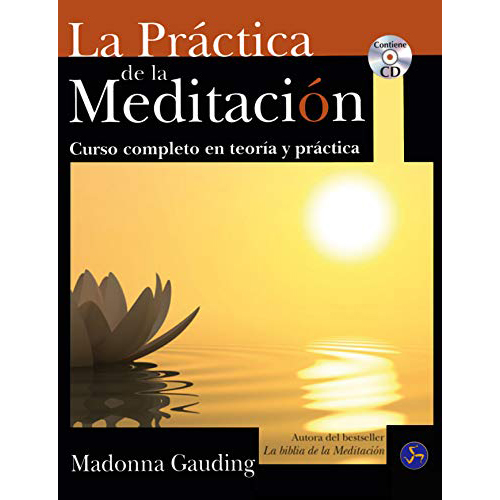 La Práctica
de la
Meditación
Contiene
CD
Curso completo en teoría y práctica
Autora del bestseller
La biblia de la Meditación
Madonna Gauding